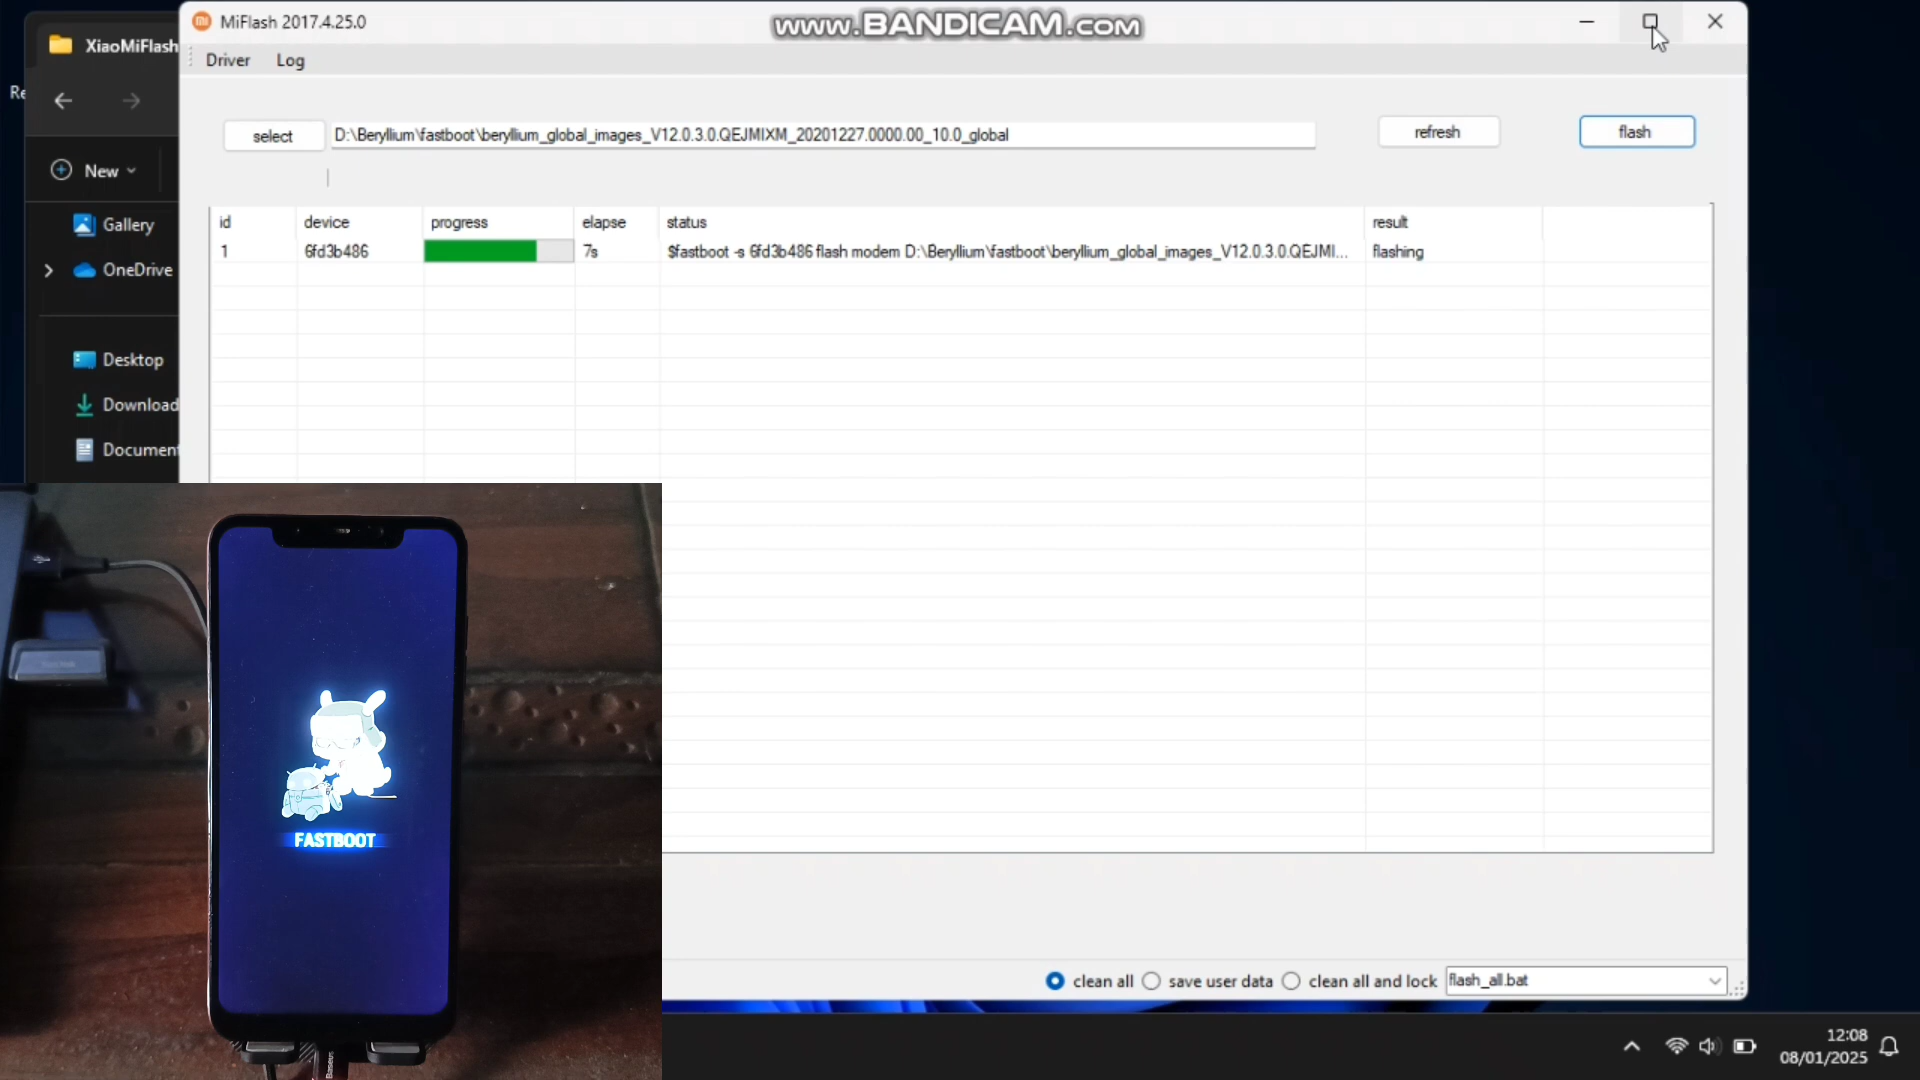 MiFlash 2017.4.25.0
www.BANDICAM.com
XiaoMiFlash
Driver
Log
Re
select
D:\Beryllium\fastboot\beryllium_global_images_V12.0.3.0.QEJMIXM_20201227.0000.00_10.0_global
refresh
flash
New
Gallery
OneDrive
Desktop
Download
Document
id device progress elapse status result
1 6fd3b486 7s $fastboot -s 6fd3b486 flash modem D:\Beryllium\fastboot\beryllium_global_images_V12.0.3.0.QEJMI... flashing
FASTBOOT
Baseus
clean all
save user data
clean all and lock
flash_all.bat
12:08
08/01/2025